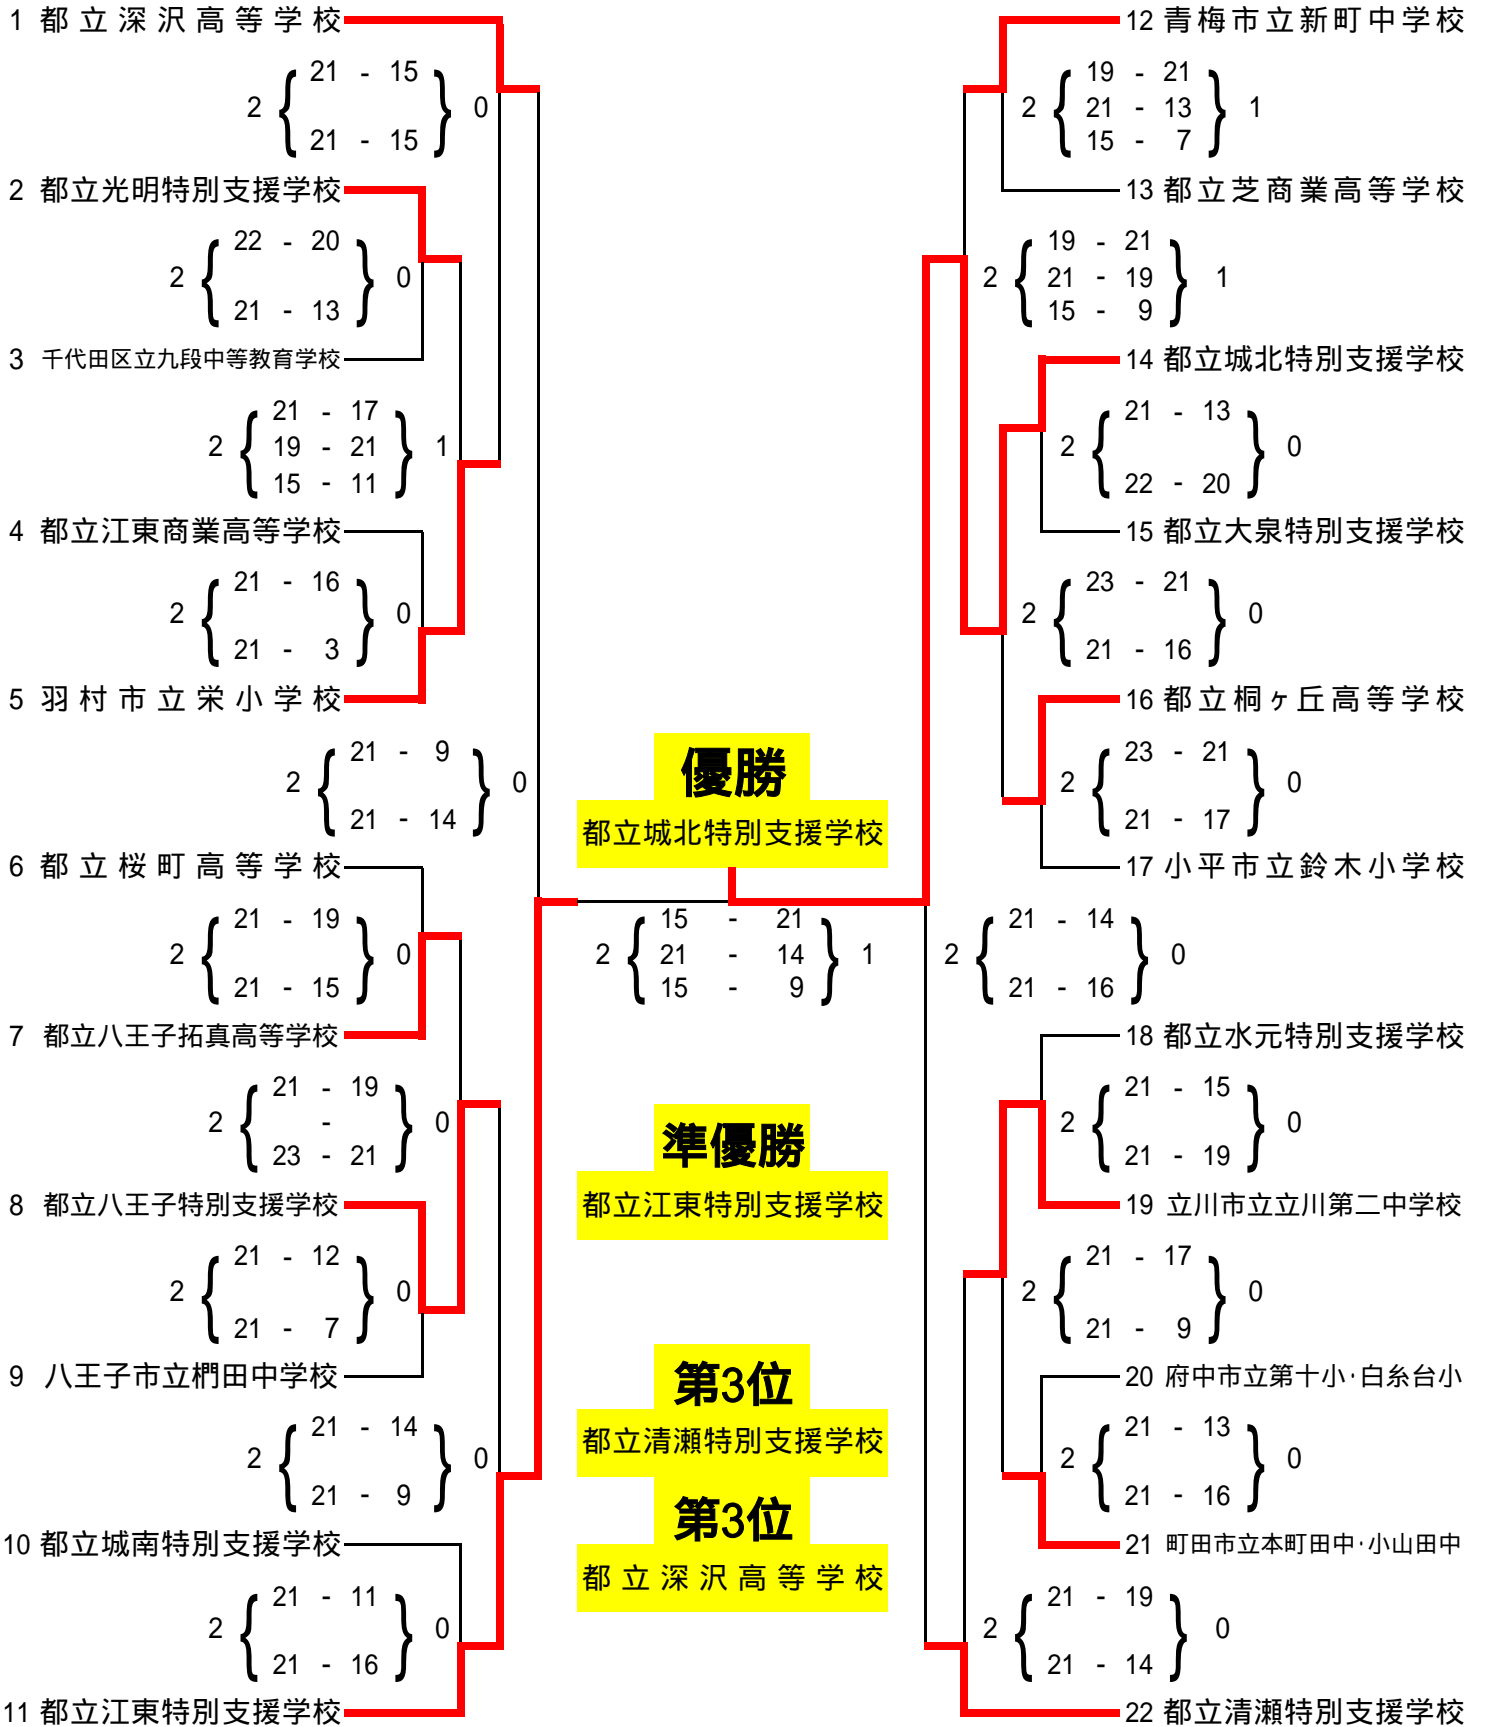 1 都立深沢高等学校
21 - 15
2 0
21 - 15
2 都立光明特別支援学校
22 - 20
2 0
21 - 13
3 千代田区立九段中等教育学校
21 - 17
2 19 - 21 1
15 - 11
4 都立江東商業高等学校
21 - 16
2 0
21 - 3
5 羽村市立栄小学校
21 - 9
2 0
21 - 14
6 都立桜町高等学校
21 - 19
2 0
21 - 15
7 都立八王子拓真高等学校
21 - 19
2 - 0
23 - 21
8 都立八王子特別支援学校
21 - 12
2 0
21 - 7
9 八王子市立椚田中学校
21 - 14
2 0
21 - 9
10 都立城南特別支援学校
21 - 11
2 0
21 - 16
11 都立江東特別支援学校
優勝
都立城北特別支援学校
15 - 21
2 21 - 14 1
15 - 9
準優勝
都立江東特別支援学校
第3位
都立清瀬特別支援学校
第3位
都立深沢高等学校
12 青梅市立新町中学校
19 - 21
2 21 - 13 1
15 - 7
13 都立芝商業高等学校
19 - 21
2 21 - 19 1
15 - 9
14 都立城北特別支援学校
21 - 13
2 0
22 - 20
15 都立大泉特別支援学校
23 - 21
2 0
21 - 16
16 都立桐ヶ丘高等学校
23 - 21
2 0
21 - 17
17 小平市立鈴木小学校
21 - 14
2 0
21 - 16
18 都立水元特別支援学校
21 - 15
2 0
21 - 19
19 立川市立立川第二中学校
21 - 17
2 0
21 - 9
20 府中市立第十小・白糸台小
21 - 13
2 0
21 - 16
21 町田市立本町田中・小山田中
21 - 19
2 0
21 - 14
22 都立清瀬特別支援学校